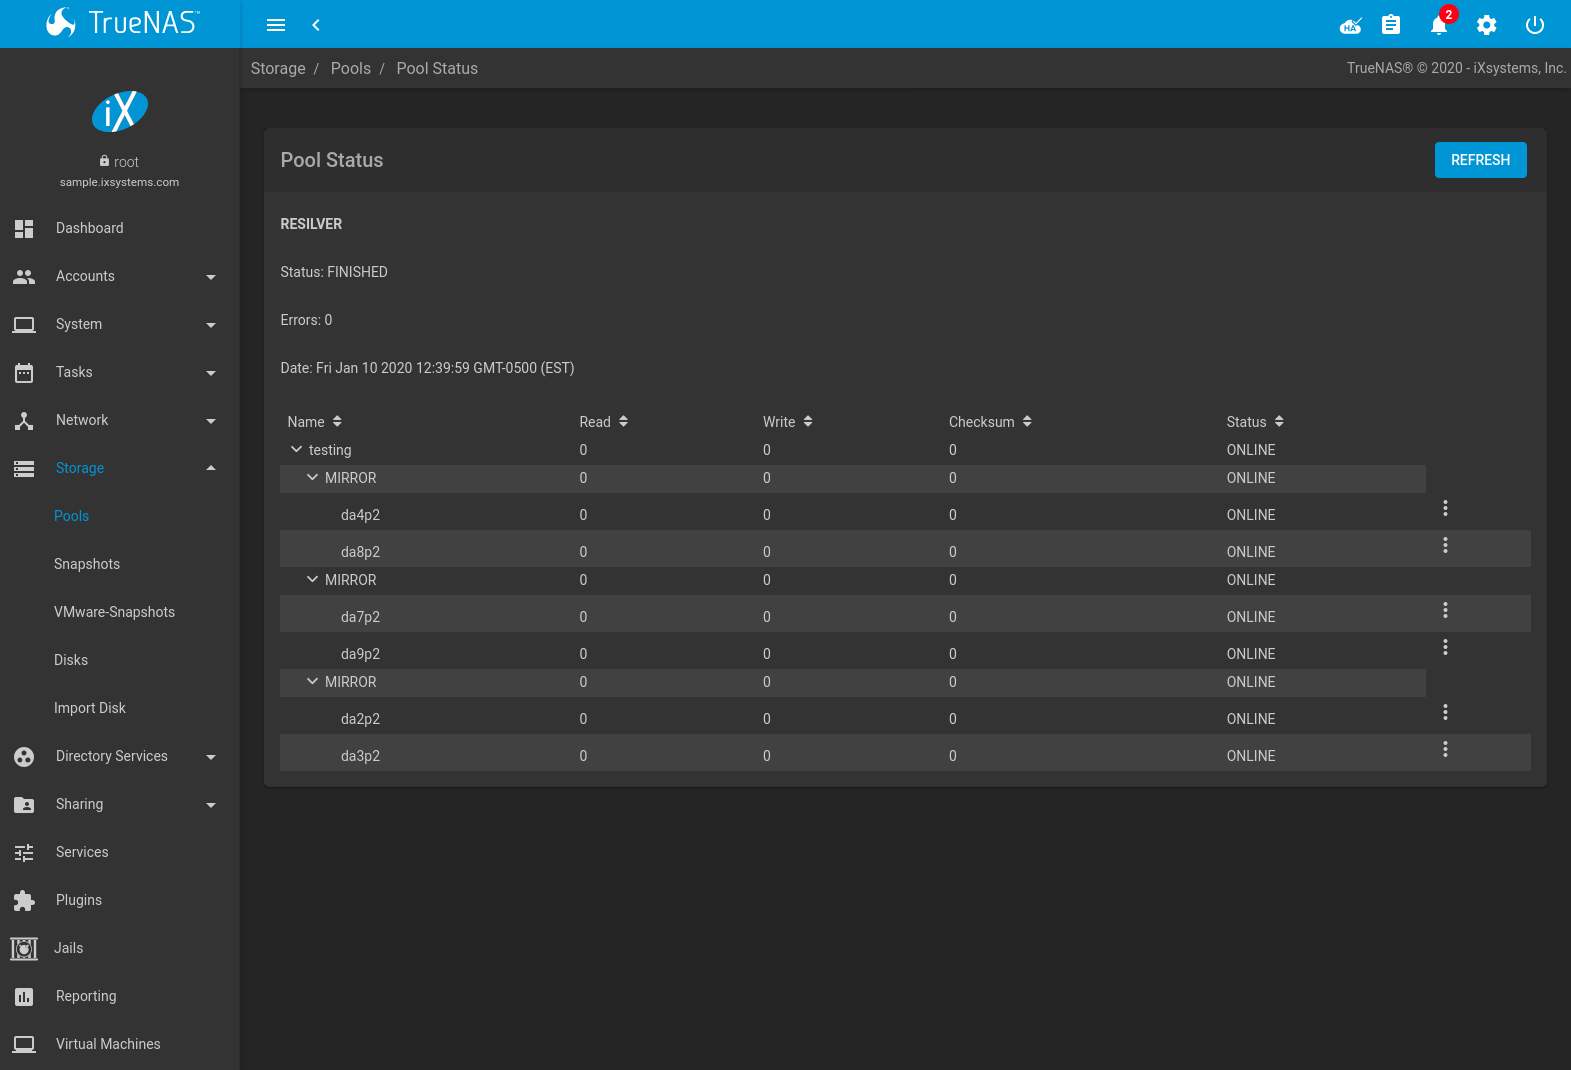 TrueNAS™
HA
2
Storage / Pools / Pool Status
TrueNAS® © 2020 - iXsystems, Inc.
iX
root
sample.ixsystems.com
Dashboard
Accounts
System
Tasks
Network
Storage
Pools
Snapshots
VMware-Snapshots
Disks
Import Disk
Directory Services
Sharing
Services
Plugins
Jails
Reporting
Virtual Machines
Pool Status
REFRESH
RESILVER
Status: FINISHED
Errors: 0
Date: Fri Jan 10 2020 12:39:59 GMT-0500 (EST)
Name Read Write Checksum Status
testing 0 0 0 ONLINE
MIRROR 0 0 0 ONLINE
da4p2 0 0 0 ONLINE
da8p2 0 0 0 ONLINE
MIRROR 0 0 0 ONLINE
da7p2 0 0 0 ONLINE
da9p2 0 0 0 ONLINE
MIRROR 0 0 0 ONLINE
da2p2 0 0 0 ONLINE
da3p2 0 0 0 ONLINE